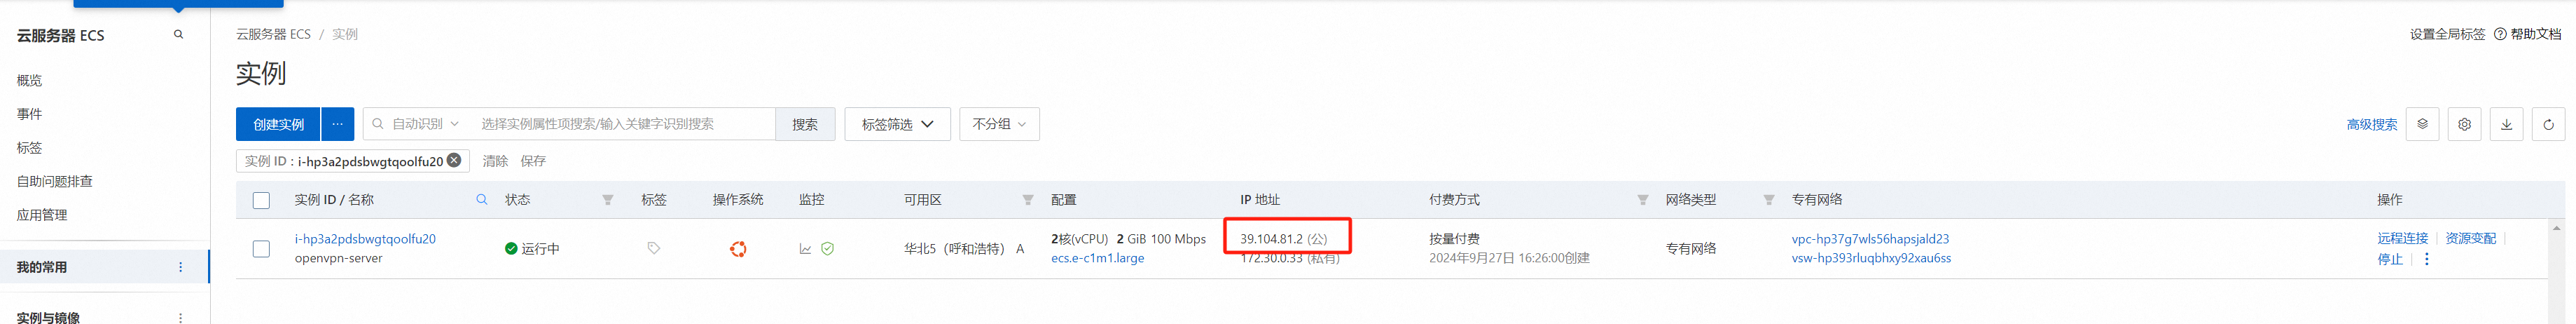 云服务器 ECS
概览
事件
标签
自助问题排查
应用管理
我的常用
实例与镜像
云服务器 ECS / 实例
设置全局标签 帮助文档
实例
创建实例 ··· 自动识别 选择实例属性项搜索/输入关键字识别搜索 搜索 标签筛选 不分组 高级搜索
实例 ID : i-hp3a2pdsbwgtqoolfu20 清除 保存
实例 ID / 名称 状态 标签 操作系统 监控 可用区 配置 IP 地址 付费方式 网络类型 专有网络 操作
i-hp3a2pdsbwgtqoolfu20
openvpn-server
运行中
华北5（呼和浩特） A
2核(vCPU) 2 GiB 100 Mbps
ecs.e-c1m1.large
39.104.81.2 (公)
172.30.0.33 (私有)
按量付费
2024年9月27日 16:26:00创建
专有网络
vpc-hp37g7wls56hapsjald23
vsw-hp393rluqbhxy92xau6ss
远程连接 资源变配
停止